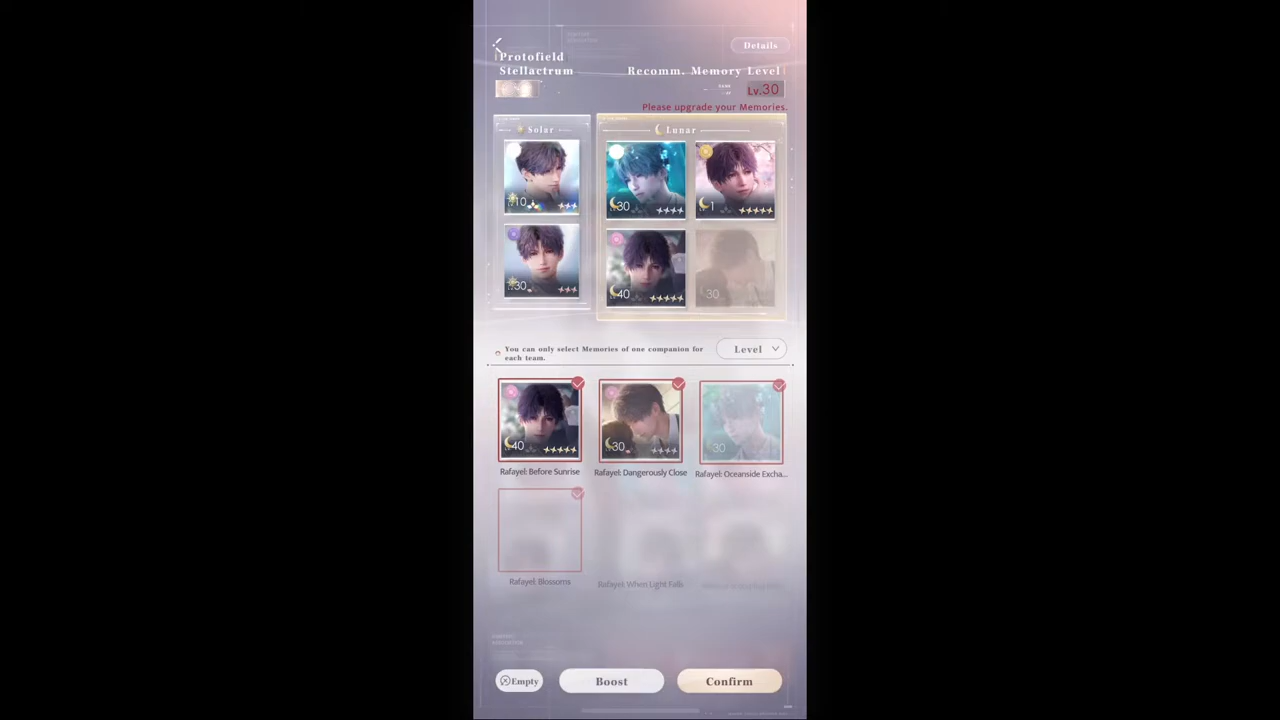 Details
Protofield
Stellactrum
Recomm. Memory Level
Lv.30
Please upgrade your Memories.
Solar
Lunar
10
30
1
30
40
30
You can only select Memories of one companion for
each team.
Level
40
30
30
Rafayel: Before Sunrise
Rafayel: Dangerously Close
Rafayel: Oceanside Excha...
Rafayel: Blossoms
Rafayel: When Light Falls
Empty
Boost
Confirm